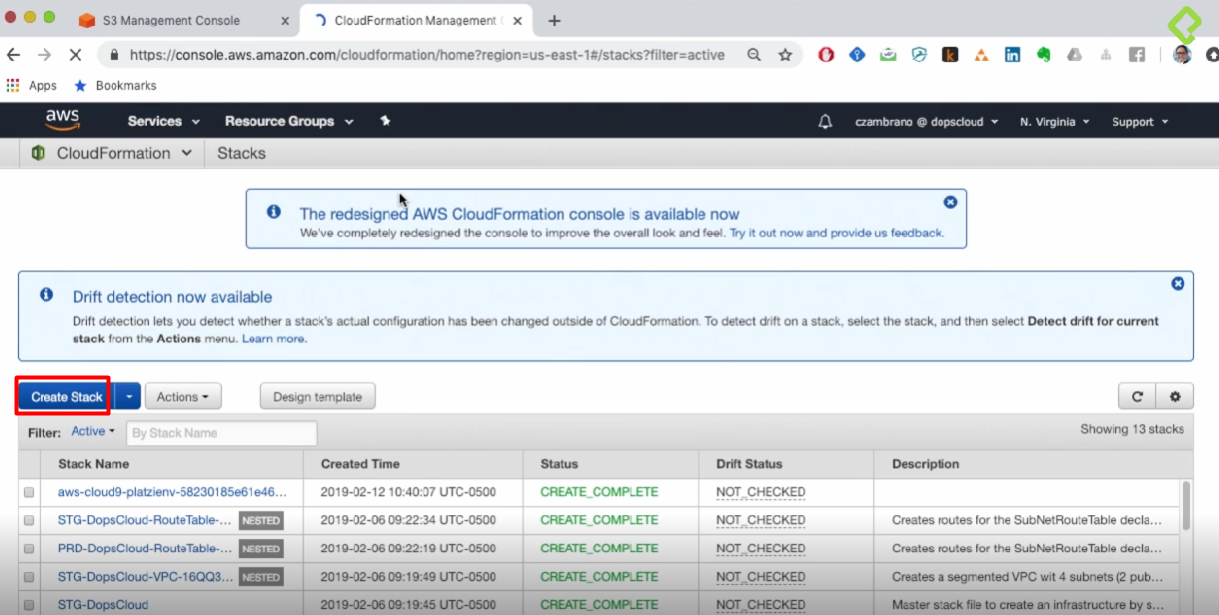 S3 Management Console
CloudFormation Management
https://console.aws.amazon.com/cloudformation/home?region=us-east-1#/stacks?filter=active
Apps Bookmarks
aws Services Resource Groups czambrano @ dopscloud N. Virginia Support
CloudFormation Stacks
The redesigned AWS CloudFormation console is available now
We've completely redesigned the console to improve the overall look and feel. Try it out now and provide us feedback.
Drift detection now available
Drift detection lets you detect whether a stack's actual configuration has been changed outside of CloudFormation. To detect drift on a stack, select the stack, and then select Detect drift for current
stack from the Actions menu. Learn more.
Create Stack Actions Design template
Filter: Active By Stack Name Showing 13 stacks
Stack Name Created Time Status Drift Status Description
aws-cloud9-platzienv-58230185e61e46... 2019-02-12 10:40:07 UTC-0500 CREATE_COMPLETE NOT_CHECKED
STG-DopsCloud-RouteTable-... NESTED 2019-02-06 09:22:34 UTC-0500 CREATE_COMPLETE NOT_CHECKED Creates routes for the SubNetRouteTable decla...
PRD-DopsCloud-RouteTable-... NESTED 2019-02-06 09:22:19 UTC-0500 CREATE_COMPLETE NOT_CHECKED Creates routes for the SubNetRouteTable decla...
STG-DopsCloud-VPC-16QQ3... NESTED 2019-02-06 09:19:49 UTC-0500 CREATE_COMPLETE NOT_CHECKED Creates a segmented VPC wit 4 subnets (2 pub...
STG-DopsCloud 2019-02-06 09:19:45 UTC-0500 CREATE_COMPLETE NOT_CHECKED Master stack file to create an infrastructure by s...